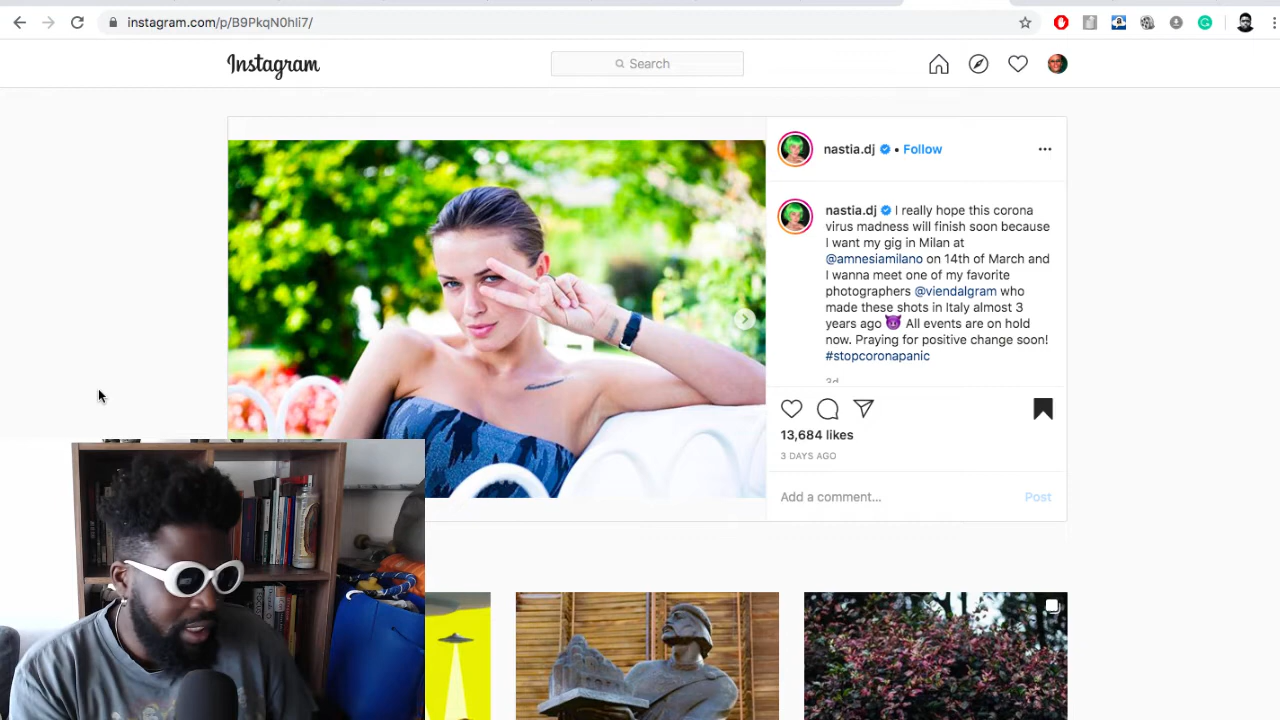 instagram.com/p/B9PkqN0hli7/
Instagram
Search
nastia.dj • Follow
nastia.dj I really hope this corona
virus madness will finish soon because
I want my gig in Milan at
@amnesiamilano on 14th of March and
I wanna meet one of my favorite
photographers @viendalgram who
made these shots in Italy almost 3
years ago 😈 All events are on hold
now. Praying for positive change soon!
#stopcoronapanic
3d
13,684 likes
3 DAYS AGO
Add a comment... Post